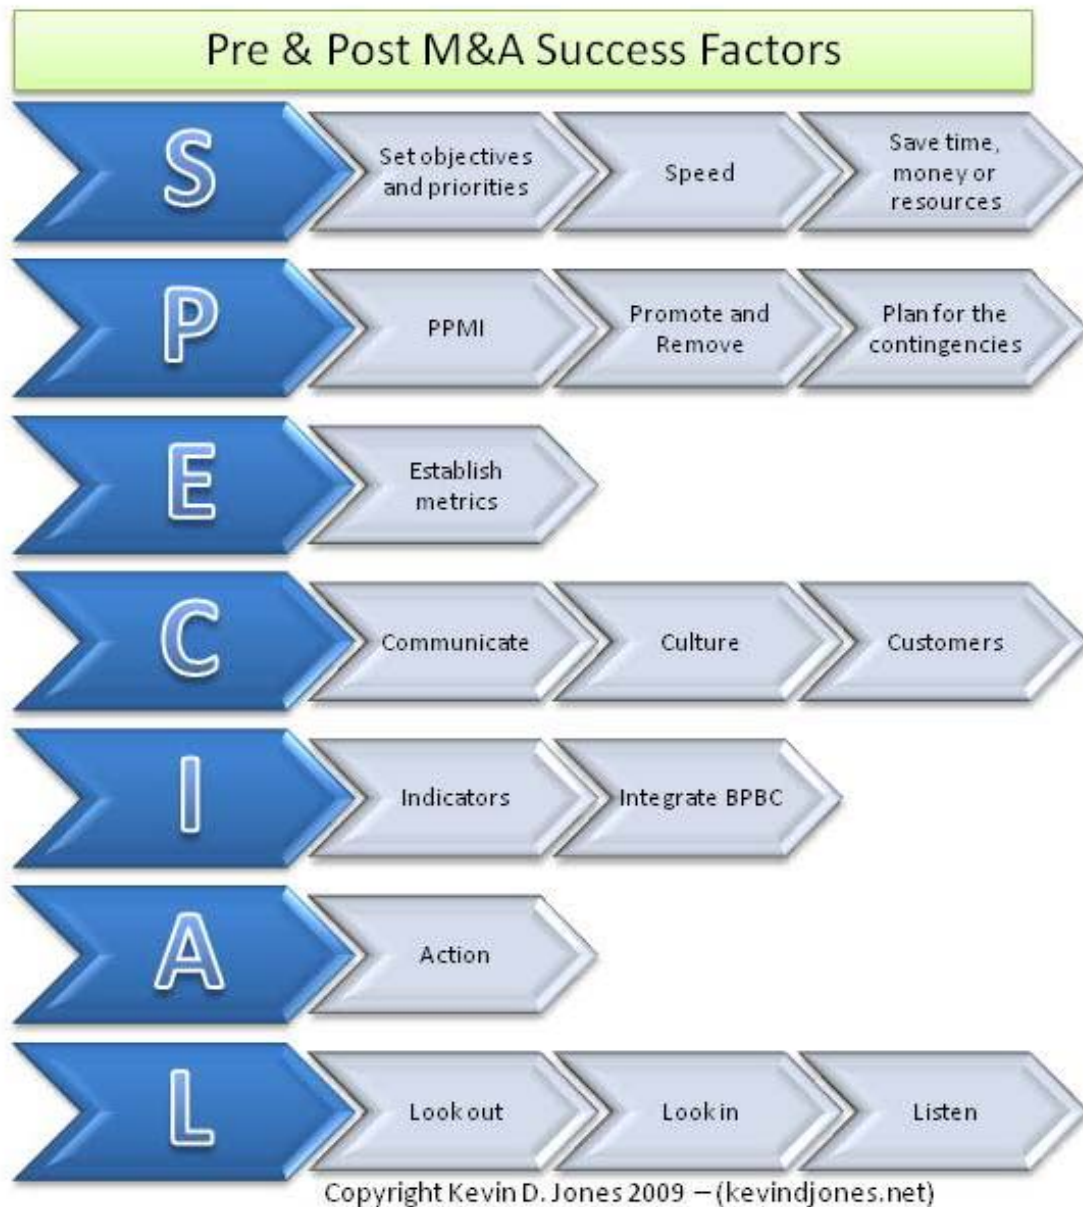 Pre & Post M&A Success Factors
S
Set objectives
and priorities
Speed
Save time,
money or
resources
P
PPMI
Promote and
Remove
Plan for the
contingencies
E
Establish
metrics
C
Communicate
Culture
Customers
I
Indicators
Integrate BPBC
A
Action
L
Look out
Look in
Listen
Copyright Kevin D. Jones 2009 – (kevindjones.net)